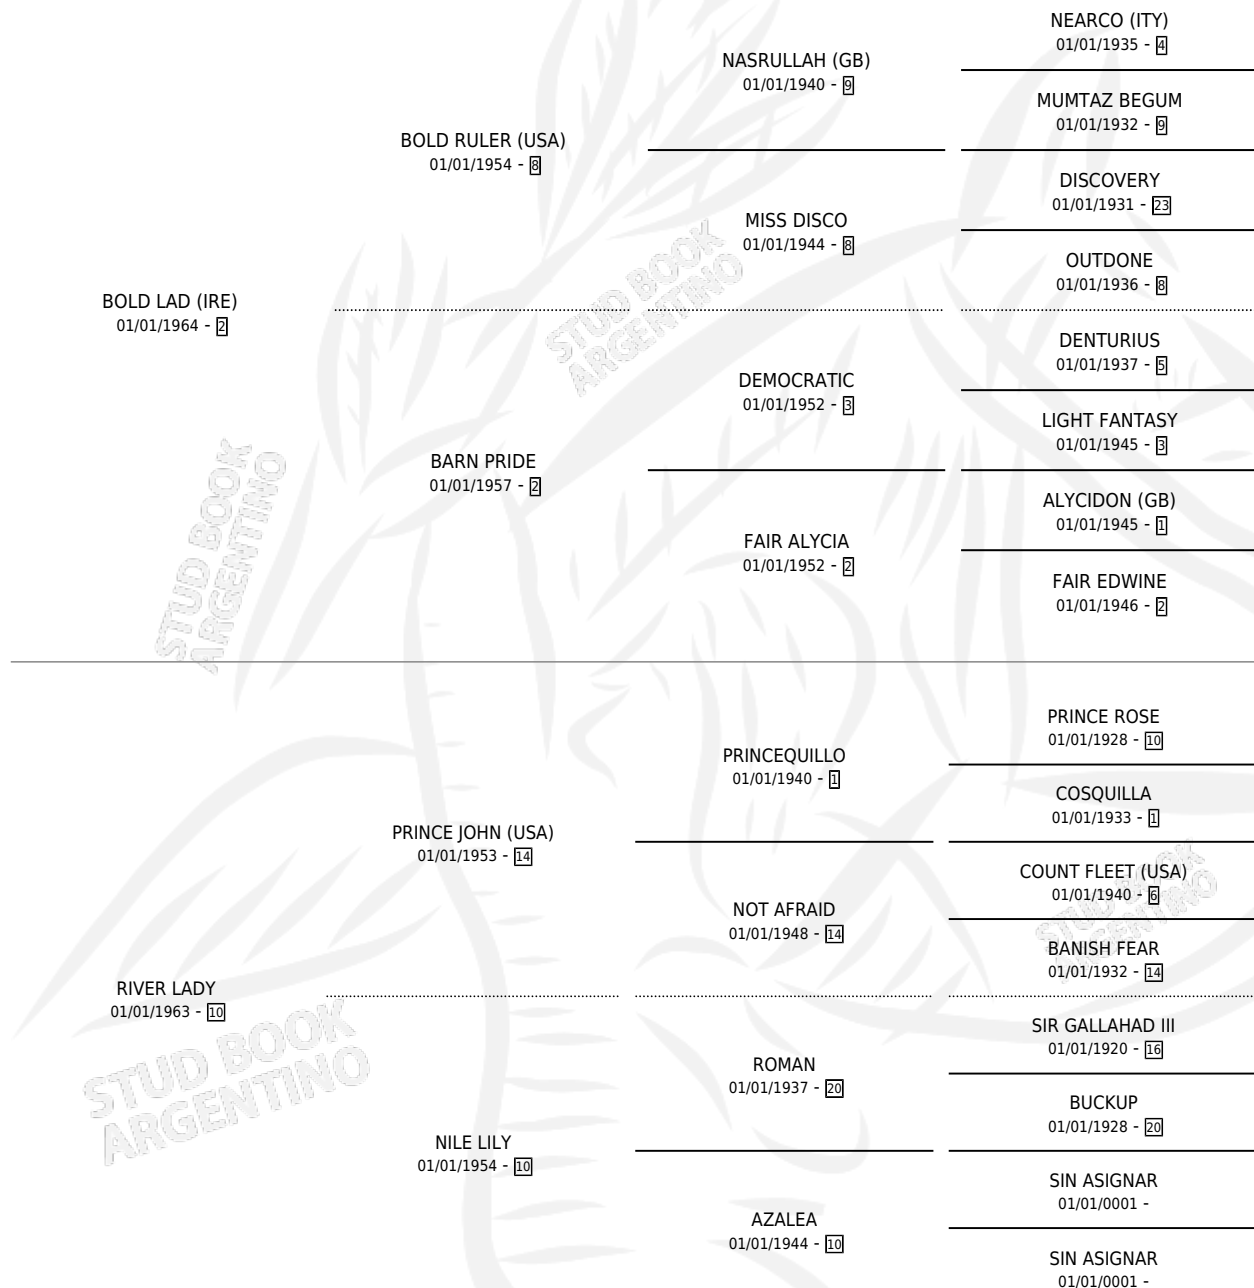 NEARCO (ITY)
01/01/1935 - 4
NASRULLAH (GB)
01/01/1940 - 9
MUMTAZ BEGUM
01/01/1932 - 9
BOLD RULER (USA)
01/01/1954 - 8
DISCOVERY
01/01/1931 - 23
MISS DISCO
01/01/1944 - 8
OUTDONE
01/01/1936 - 8
STUD BOOK
ARGENTINO
BOLD LAD (IRE)
01/01/1964 - 2
DENTURIUS
01/01/1937 - 5
DEMOCRATIC
01/01/1952 - 3
LIGHT FANTASY
01/01/1945 - 3
BARN PRIDE
01/01/1957 - 2
ALYCIDON (GB)
01/01/1945 - 1
FAIR ALYCIA
01/01/1952 - 2
FAIR EDWINE
01/01/1946 - 2
STUD BOOK
ARGENTINO
PRINCE ROSE
01/01/1928 - 10
PRINCEQUILLO
01/01/1940 - 1
COSQUILLA
01/01/1933 - 1
PRINCE JOHN (USA)
01/01/1953 - 14
COUNT FLEET (USA)
01/01/1940 - 6
NOT AFRAID
01/01/1948 - 14
BANISH FEAR
01/01/1932 - 14
STUD BOOK
ARGENTINO
RIVER LADY
01/01/1963 - 10
SIR GALLAHAD III
01/01/1920 - 16
ROMAN
01/01/1937 - 20
BUCKUP
01/01/1928 - 20
STUD BOOK
ARGENTINO
NILE LILY
01/01/1954 - 10
SIN ASIGNAR
01/01/0001 -
AZALEA
01/01/1944 - 10
SIN ASIGNAR
01/01/0001 -